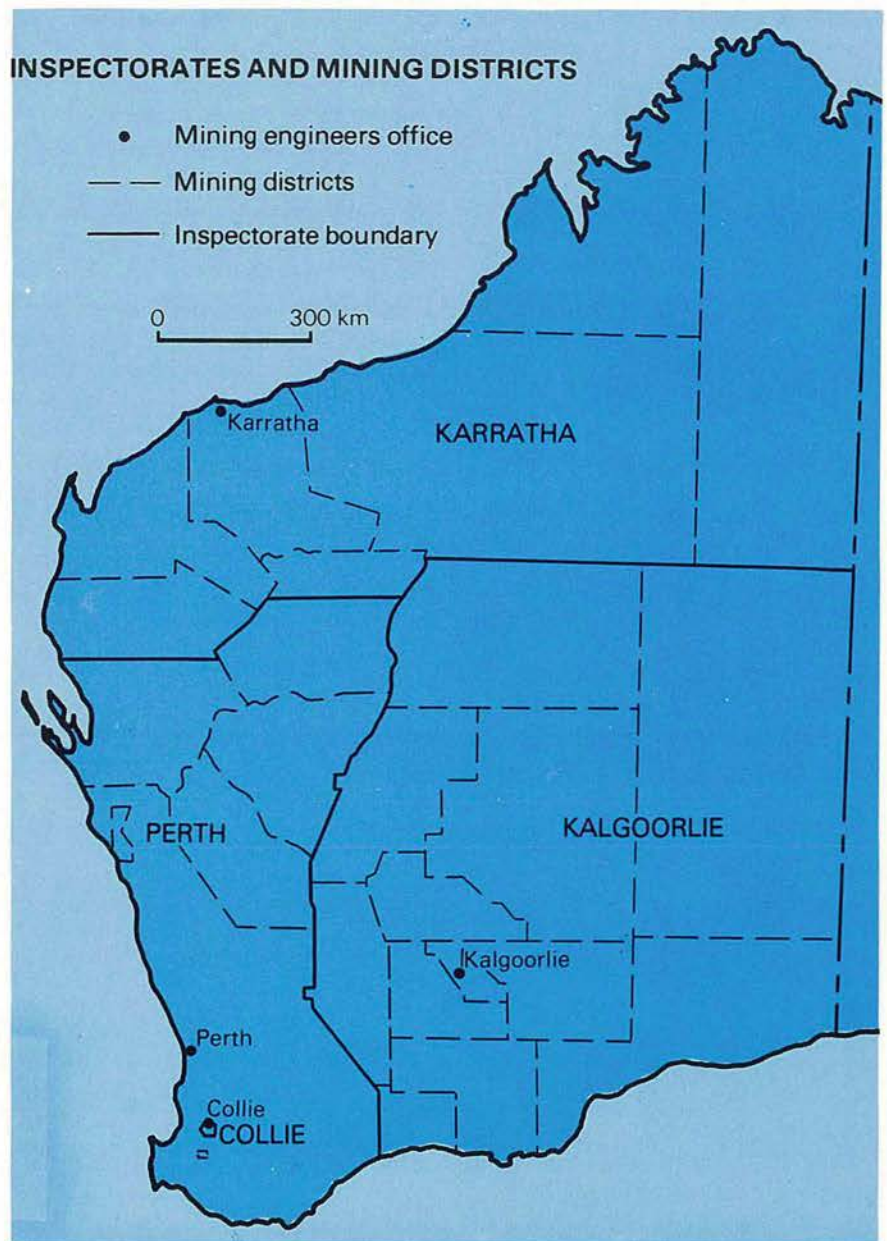 INSPECTORATES AND MINING DISTRICTS
Mining engineers office
Mining districts
Inspectorate boundary
0 300 km
Karratha
KARRATHA
PERTH
KALGOORLIE
Kalgoorlie
Perth
Collie
COLLIE